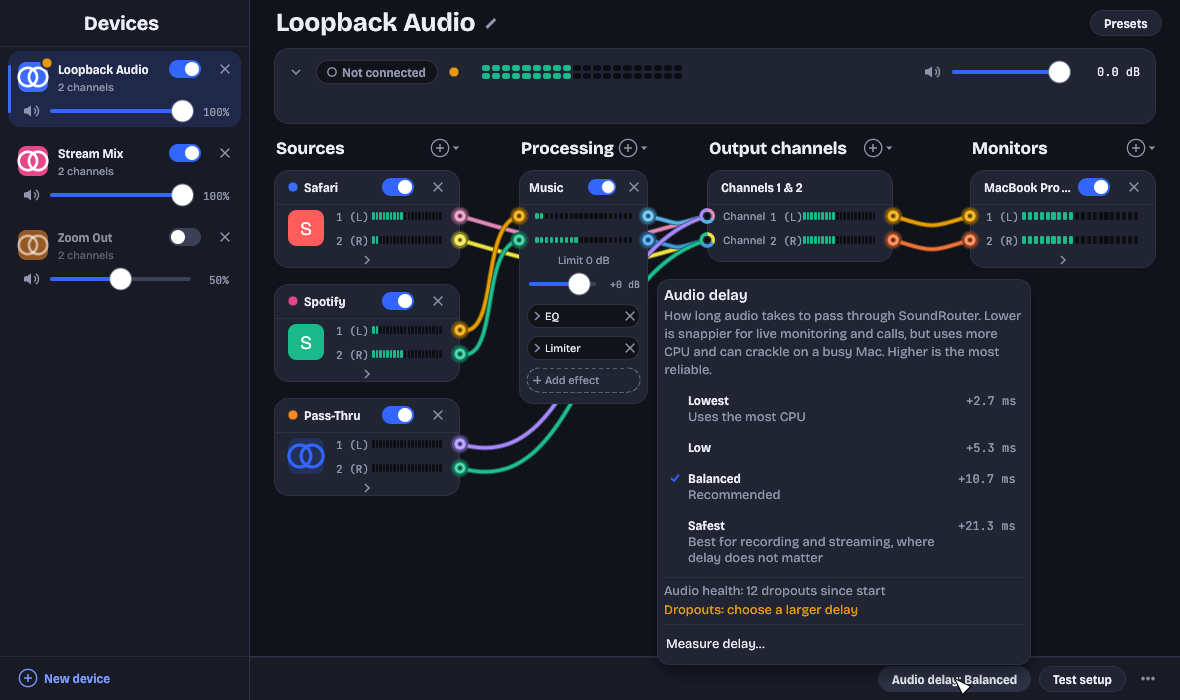 Devices
Loopback Audio
2 channels
100%
Stream Mix
2 channels
100%
Zoom Out
2 channels
50%
New device
Loopback Audio
Presets
Not connected
0.0 dB
Sources
Processing
Output channels
Monitors
Safari
S
1 (L)
2 (R)
Spotify
S
1 (L)
2 (R)
Pass-Thru
1 (L)
2 (R)
Music
Limit 0 dB
+0 dB
EQ
Limiter
+ Add effect
Channels 1 & 2
Channel 1 (L)
Channel 2 (R)
MacBook Pro...
1 (L)
2 (R)
Audio delay
How long audio takes to pass through SoundRouter. Lower
is snappier for live monitoring and calls, but uses more
CPU and can crackle on a busy Mac. Higher is the most
reliable.
Lowest +2.7 ms
Uses the most CPU
Low +5.3 ms
Balanced +10.7 ms
Recommended
Safest +21.3 ms
Best for recording and streaming, where
delay does not matter
Audio health: 12 dropouts since start
Dropouts: choose a larger delay
Measure delay...
Audio delay Balanced
Test setup